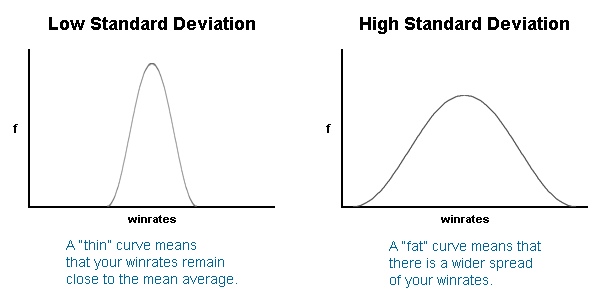 Low Standard Deviation
f
winrates
A "thin" curve means
that your winrates remain
close to the mean average.
High Standard Deviation
f
winrates
A "fat" curve means that
there is a wider spread
of your winrates.